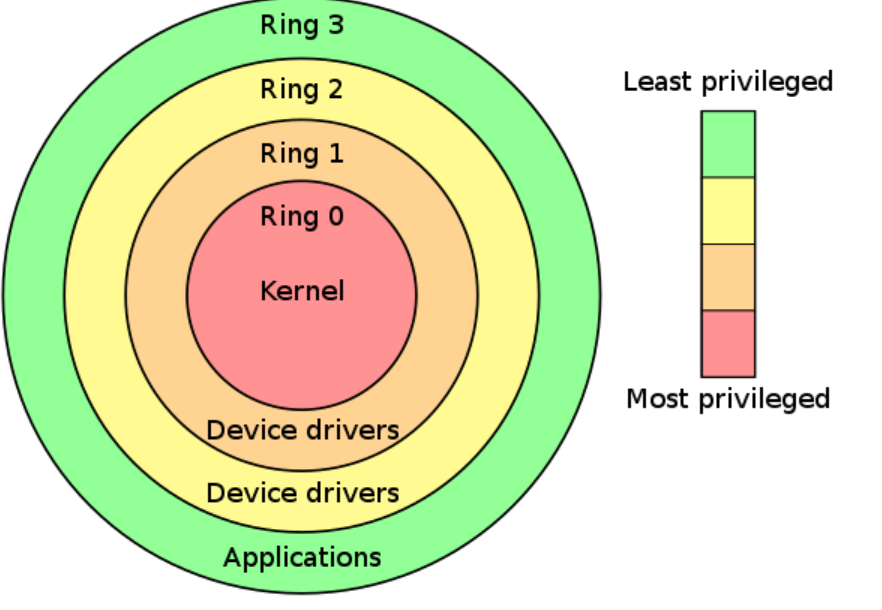 Ring 3
Ring 2
Ring 1
Ring 0
Kernel
Device drivers
Device drivers
Applications
Least privileged
Most privileged